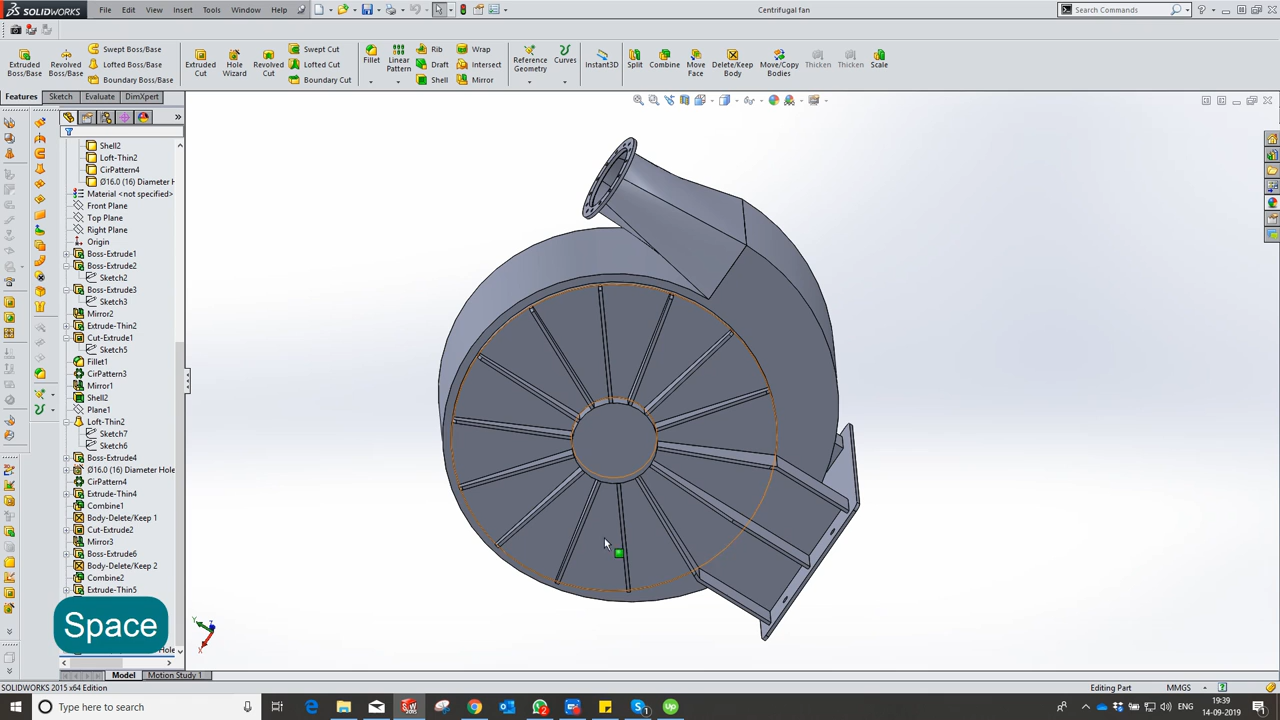 SOLIDWORKS File Edit View Insert Tools Window Help Centrifugal fan Search Commands
Extruded Boss/Base
Revolved Boss/Base
Swept Boss/Base
Lofted Boss/Base
Boundary Boss/Base
Extruded Cut
Hole Wizard
Revolved Cut
Swept Cut
Lofted Cut
Boundary Cut
Fillet
Linear Pattern
Rib
Draft
Shell
Wrap
Intersect
Mirror
Reference Geometry
Curves
Instant3D
Split
Combine
Move Face
Delete/Keep Body
Move/Copy Bodies
Thicken
Thicken
Scale
Features Sketch Evaluate DimXpert
Shell2
Loft-Thin2
CirPattern4
Ø16.0 (16) Diameter H
Material <not specified>
Front Plane
Top Plane
Right Plane
Origin
Boss-Extrude1
Boss-Extrude2
Sketch2
Boss-Extrude3
Sketch3
Mirror2
Extrude-Thin2
Cut-Extrude1
Sketch5
Fillet1
CirPattern3
Mirror1
Shell2
Plane1
Loft-Thin2
Sketch7
Sketch6
Boss-Extrude4
Ø16.0 (16) Diameter Hole
CirPattern4
Extrude-Thin4
Combine1
Body-Delete/Keep 1
Cut-Extrude2
Mirror3
Boss-Extrude6
Body-Delete/Keep 2
Combine2
Extrude-Thin5
Space
Hole
Y
Z
X
Model Motion Study 1
SOLIDWORKS 2015 x64 Edition Editing Part MMGS
Type here to search
ENG
19:39
14-09-2019